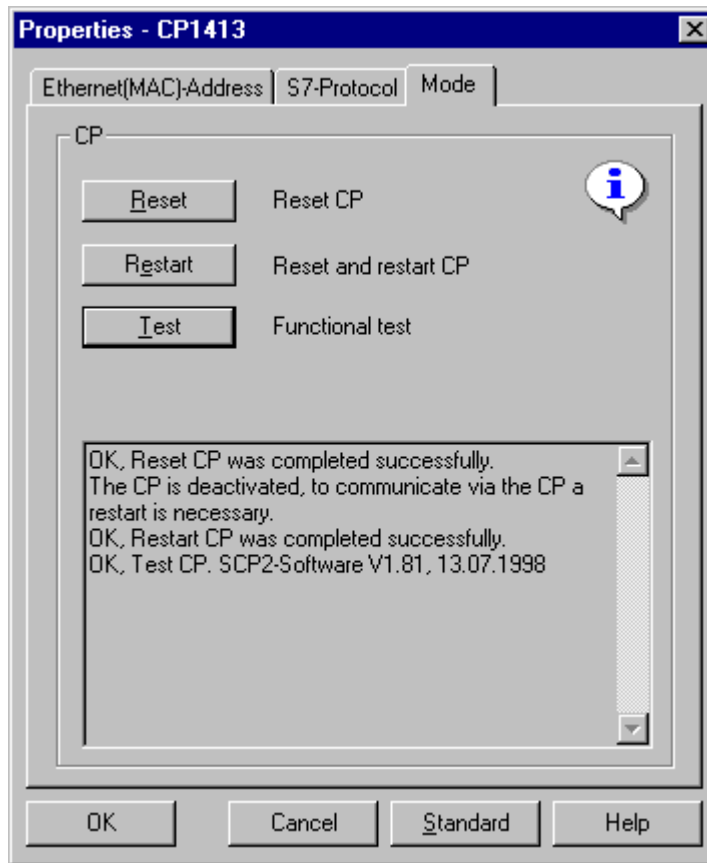 Properties - CP1413
Ethernet(MAC)-Address S7-Protocol Mode
CP
Reset Reset CP
Restart Reset and restart CP
Test Functional test
OK, Reset CP was completed successfully.
The CP is deactivated, to communicate via the CP a
restart is necessary.
OK, Restart CP was completed successfully.
OK, Test CP. SCP2-Software V1.81, 13.07.1998
OK Cancel Standard Help